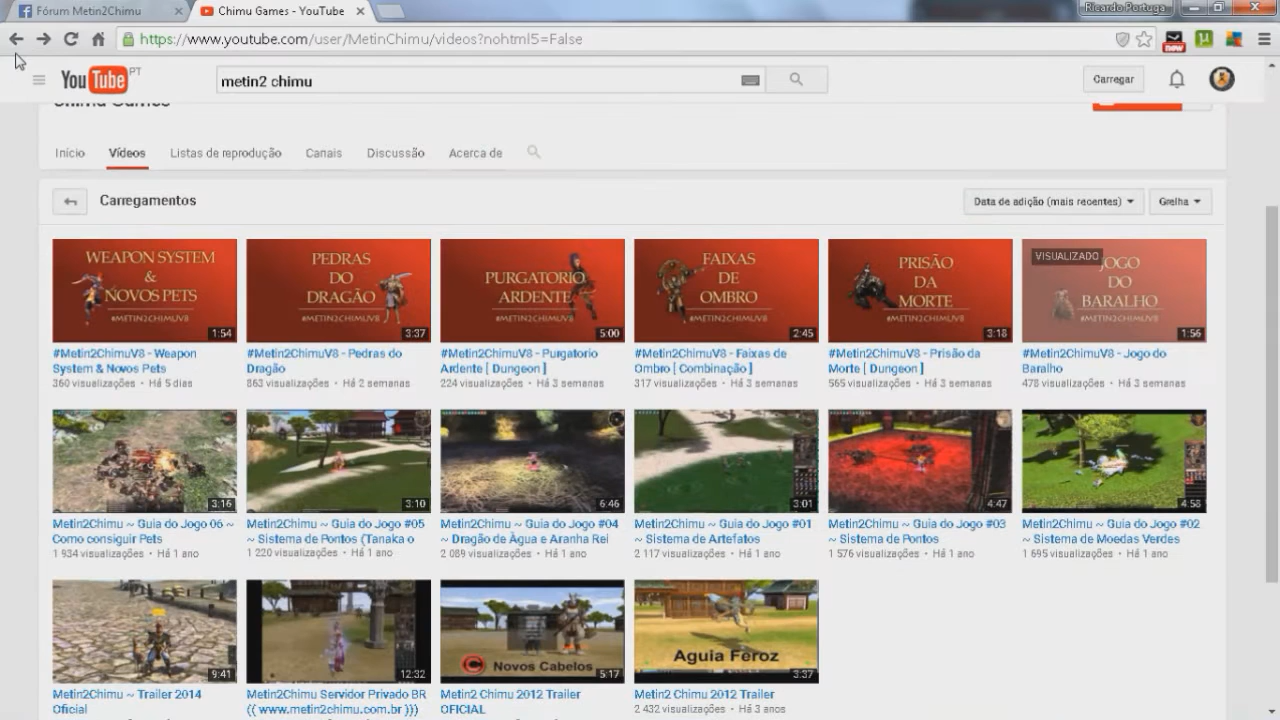 Fórum Metin2Chimu
Chimu Games - YouTube
Ricardo Portuga
https://www.youtube.com/user/MetinChimu/videos?nohtml5=False
new
YouTube PT
metin2 chimu
Carregar
Chimu Games
Início Vídeos Listas de reprodução Canais Discussão Acerca de
Carregamentos
Data de adição (mais recentes)
Grelha
WEAPON SYSTEM
&
NOVOS PETS
#METIN2CHIMUV8
1:54
PEDRAS
DO
DRAGÃO
#METIN2CHIMUV8
3:37
PURGATORIO
ARDENTE
#METIN2CHIMUV8
5:00
FAIXAS
DE
OMBRO
#METIN2CHIMUV8
2:45
PRISÃO
DA
MORTE
#METIN2CHIMUV8
3:18
VISUALIZADO
JOGO
DO
BARALHO
#METIN2CHIMUV8
1:56
#Metin2ChimuV8 - Weapon
System & Novos Pets
360 visualizações • Há 5 dias
#Metin2ChimuV8 - Pedras do
Dragão
863 visualizações • Há 2 semanas
#Metin2ChimuV8 - Purgatorio
Ardente [ Dungeon ]
224 visualizações • Há 3 semanas
#Metin2ChimuV8 - Faixas de
Ombro [ Combinação ]
317 visualizações • Há 3 semanas
#Metin2ChimuV8 - Prisão da
Morte [ Dungeon ]
565 visualizações • Há 3 semanas
#Metin2ChimuV8 - Jogo do
Baralho
478 visualizações • Há 3 semanas
3:16
3:10
6:46
3:01
4:47
4:58
Metin2Chimu ~ Guia do Jogo 06 ~
Como consiguir Pets
1 934 visualizações • Há 1 ano
Metin2Chimu ~ Guia do Jogo #05
~ Sistema de Pontos (Tanaka o
1 220 visualizações • Há 1 ano
Metin2Chimu ~ Guia do Jogo #04
~ Dragão de Àgua e Aranha Rei
2 089 visualizações • Há 1 ano
Metin2Chimu ~ Guia do Jogo #01
~ Sistema de Artefatos
2 117 visualizações • Há 1 ano
Metin2Chimu ~ Guia do Jogo #03
~ Sistema de Pontos
1 576 visualizações • Há 1 ano
Metin2Chimu ~ Guia do Jogo #02
~ Sistema de Moedas Verdes
1 695 visualizações • Há 1 ano
9:41
12:32
Novos Cabelos
5:17
Aguia Feroz
3:37
Metin2Chimu ~ Trailer 2014
Oficial
Metin2Chimu Servidor Privado BR
(( www.metin2chimu.com.br )))
Metin2 Chimu 2012 Trailer
OFICIAL
Metin2 Chimu 2012 Trailer
2 432 visualizações • Há 3 anos